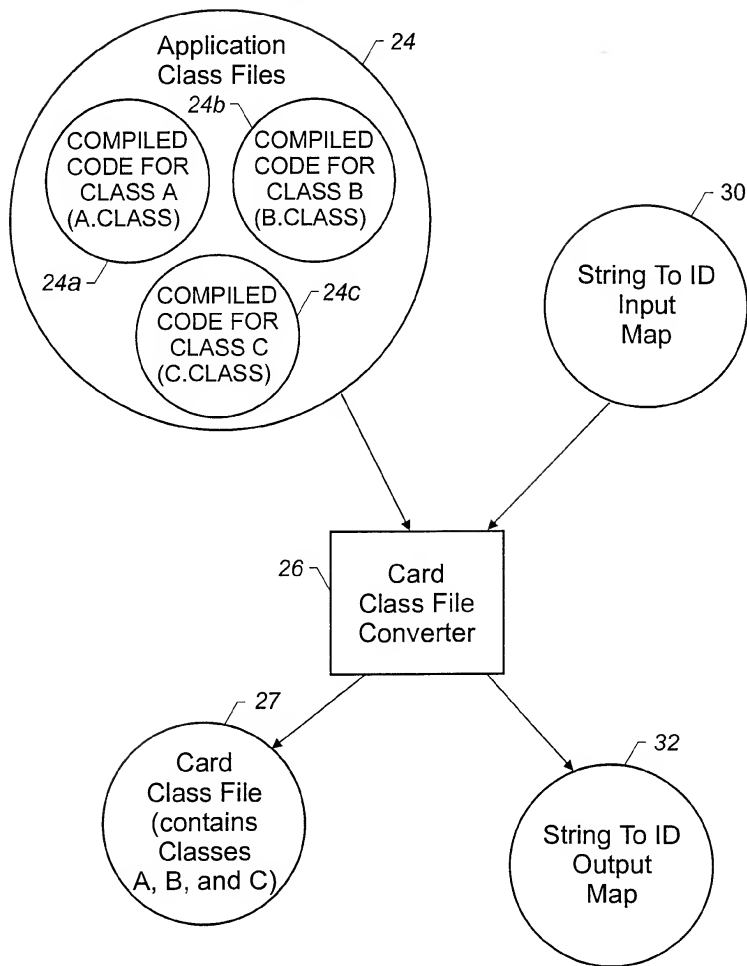 Application
Class Files
24
24b
COMPILED
CODE FOR
CLASS A
(A.CLASS)
COMPILED
CODE FOR
CLASS B
(B.CLASS)
24a
COMPILED
CODE FOR
CLASS C
(C.CLASS)
24c
30
String To ID
Input
Map
26
Card
Class File
Converter
27
Card
Class File
(contains
Classes
A, B, and C)
32
String To ID
Output
Map